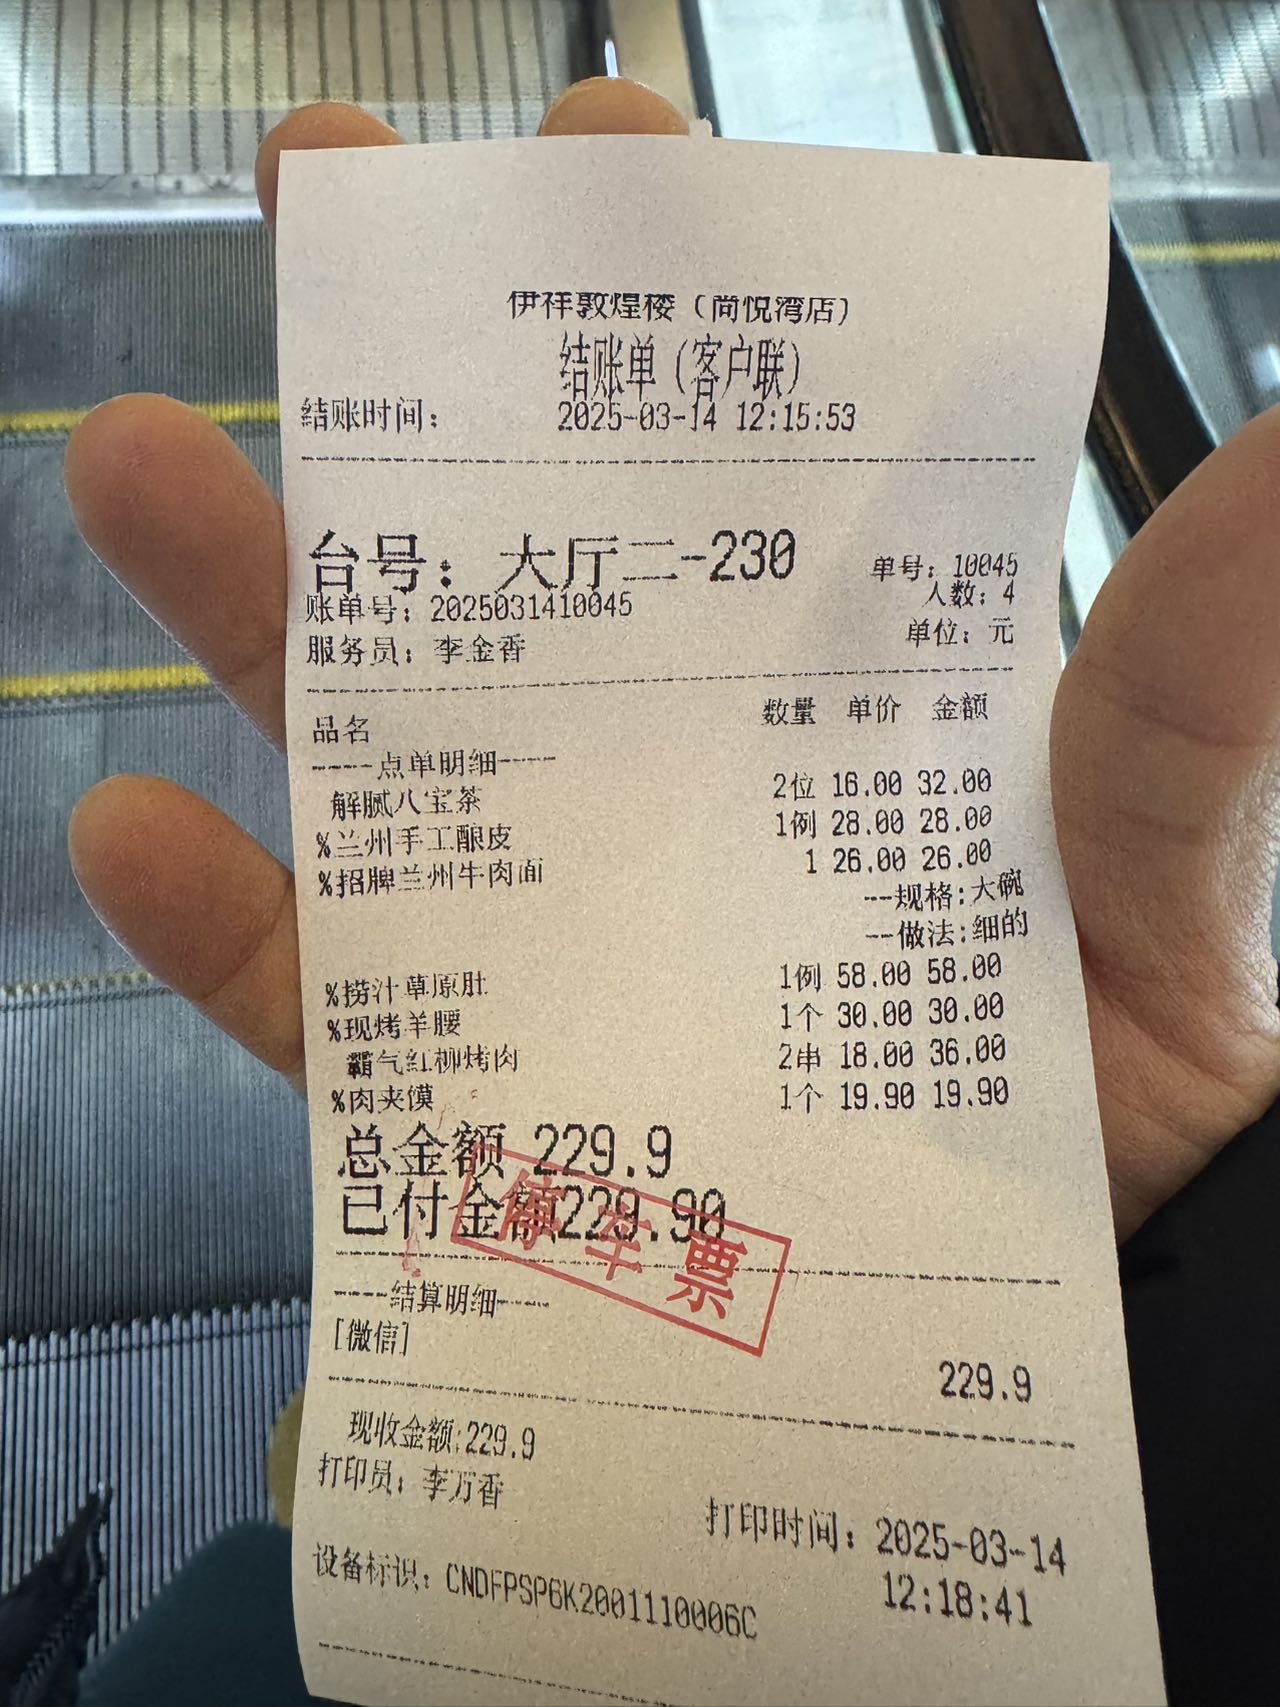 伊祥敦煌楼（尚悦湾店）
结账单（客户联）
结账时间： 2025-03-14 12:15:53
台号：大厅二-230 单号：10045
人数：4
账单号：2025031410045
单位：元
服务员：李金香
品名 数量 单价 金额
----点单明细----
解腻八宝茶 2位 16.00 32.00
%兰州手工酿皮 1例 28.00 28.00
%招牌兰州牛肉面 1 26.00 26.00
--规格:大碗
--做法:细的
%捞汁草原肚 1例 58.00 58.00
%现烤羊腰 1个 30.00 30.00
霸气红柳烤肉 2串 18.00 36.00
%肉夹馍 1个 19.90 19.90
总金额 229.9
已付金额229.90
停车票
----结算明细----
[微信] 229.9
现收金额:229.9
打印员：李万香
打印时间：2025-03-14
12:18:41
设备标识：CNDFPSP6K2001110006C